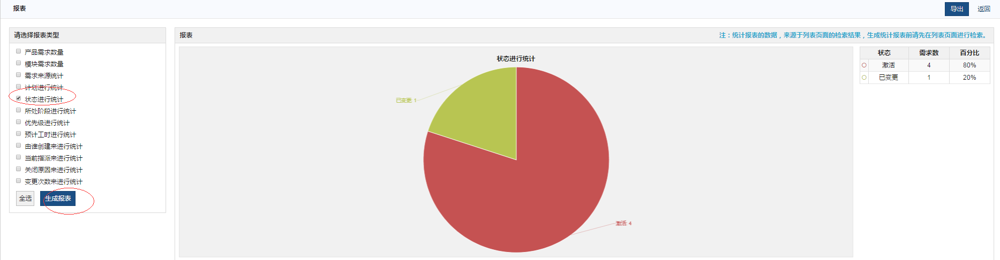 报表
导出 返回
请选择报表类型
产品需求数量
模块需求数量
需求来源统计
计划进行统计
状态进行统计
所处阶段进行统计
优先级进行统计
预计工时进行统计
由谁创建来进行统计
当前指派来进行统计
关闭原因来进行统计
变更次数来进行统计
全选 生成报表
报表
注：统计报表的数据，来源于列表页面的检索结果，生成统计报表前请先在列表页面进行检索。
状态进行统计
已变更: 1
激活: 4
状态 需求数 百分比
激活 4 80%
已变更 1 20%